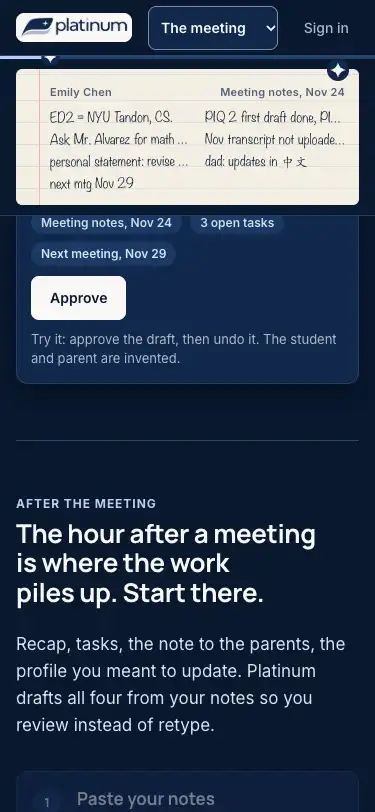 platinum
The meeting
Sign in
Emily Chen
Meeting notes, Nov 24
ED2 = NYU Tandon, CS.
Ask Mr. Alvarez for math ...
personal statement: revise ...
next mtg Nov 29
PIQ 2 first draft done, PI...
Nov transcript not uploade...
dad: updates in 中文
Meeting notes, Nov 24
3 open tasks
Next meeting, Nov 29
Approve
Try it: approve the draft, then undo it. The student
and parent are invented.
AFTER THE MEETING
The hour after a meeting
is where the work
piles up. Start there.
Recap, tasks, the note to the parents, the
profile you meant to update. Platinum
drafts all four from your notes so you
review instead of retype.
1
Paste your notes